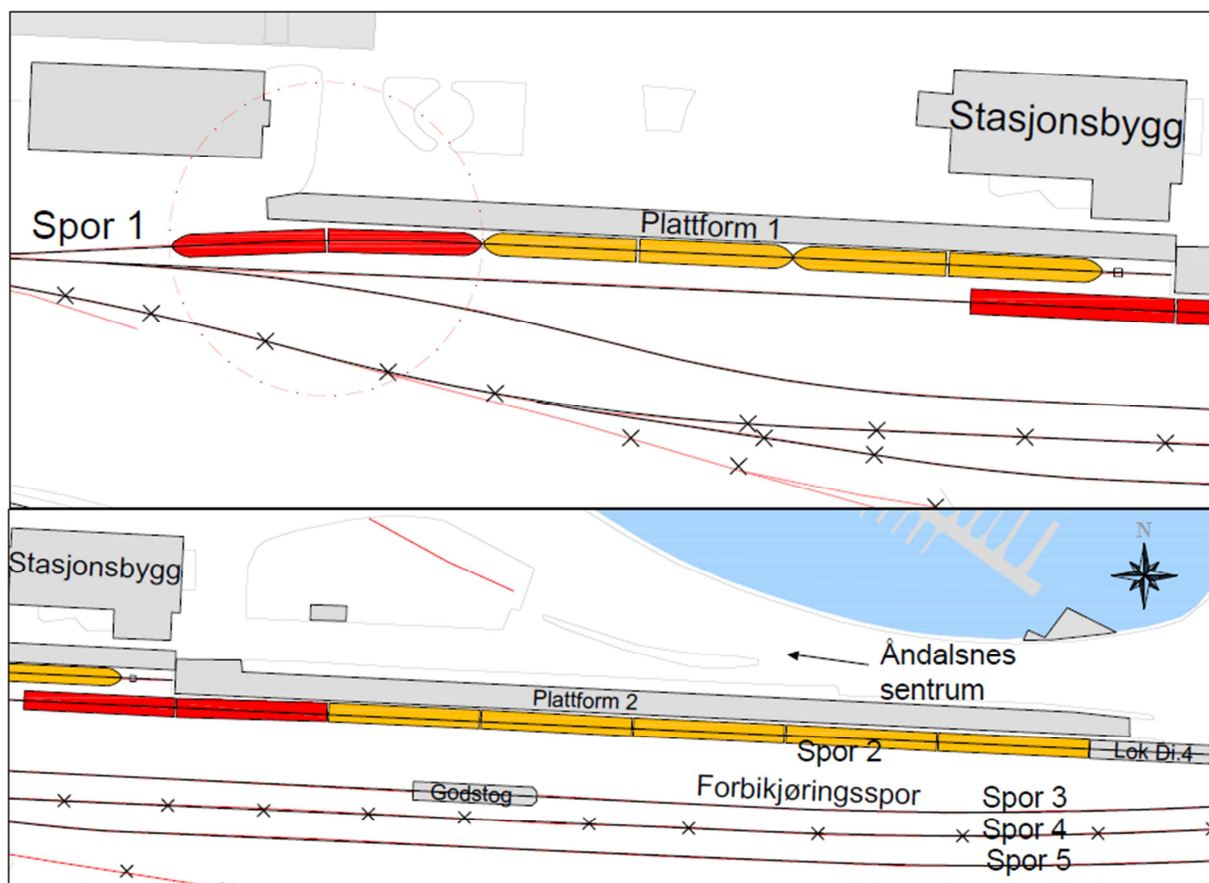 Stasjonsbygg
Spor 1
Plattform 1
Stasjonsbygg
N
Åndalsnes
sentrum
Plattform 2
Spor 2
Lok Di.4
Godstog
Forbikjøringsspor
Spor 3
Spor 4
Spor 5